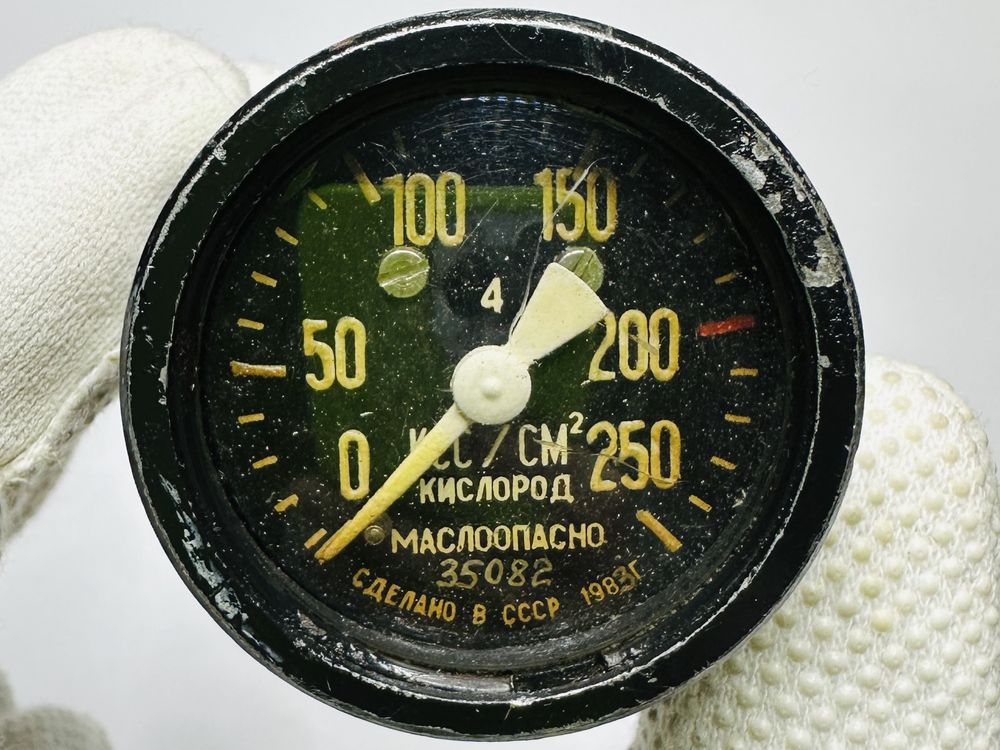 100 150
4
50 200
0 250
КГС/СМ²
КИСЛОРОД
МАСЛООПАСНО
35082
СДЕЛАНО В СССР 1983Г